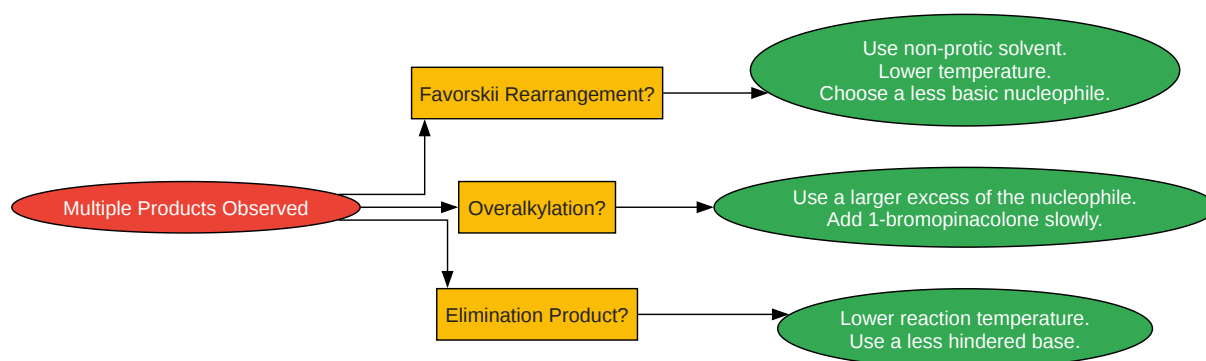 Multiple Products Observed
Favorskii Rearrangement?
Use non-protic solvent.
Lower temperature.
Choose a less basic nucleophile.
Overalkylation?
Use a larger excess of the nucleophile.
Add 1-bromopinacolone slowly.
Elimination Product?
Lower reaction temperature.
Use a less hindered base.